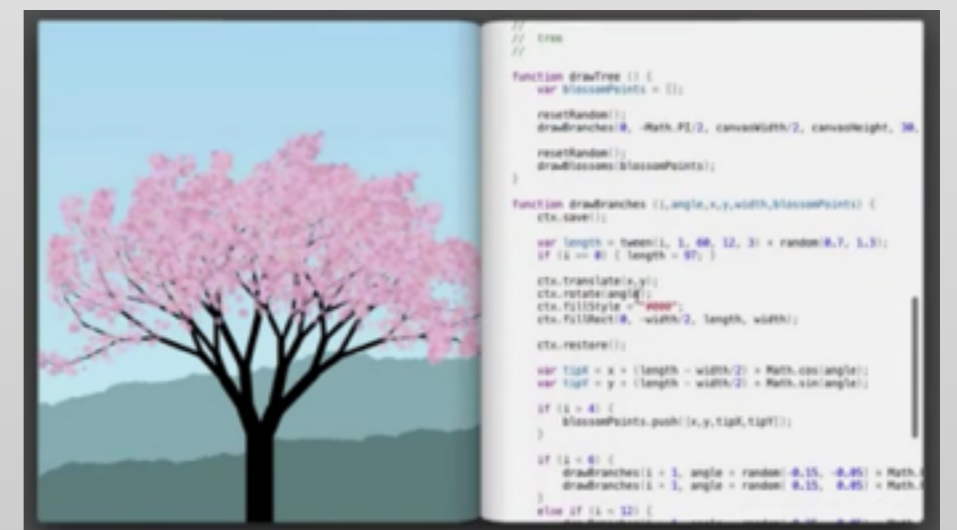 //
// tree
//
function drawTree () {
var blossomPoints = [];
resetRandom();
drawBranches(0, -Math.PI/2, canvasWidth/2, canvasHeight, 30,
resetRandom();
drawBlossoms(blossomPoints);
}
function drawBranches (i,angle,x,y,width,blossomPoints) {
ctx.save();
var length = tween(i, 1, 60, 12, 3) * random(0.7, 1.3);
if (i == 0) { length = 97; }
ctx.translate(x,y);
ctx.rotate(angle);
ctx.fillStyle = "#000";
ctx.fillRect(0, -width/2, length, width);
ctx.restore();
var tipX = x + (length - width/2) * Math.cos(angle);
var tipY = y + (length - width/2) * Math.sin(angle);
if (i > 4) {
blossomPoints.push([x,y,tipX,tipY]);
}
if (i < 6) {
drawBranches(i + 1, angle + random(-0.15, -0.05) * Math.
drawBranches(i + 1, angle + random( 0.15, 0.05) * Math.
}
else if (i < 12) {